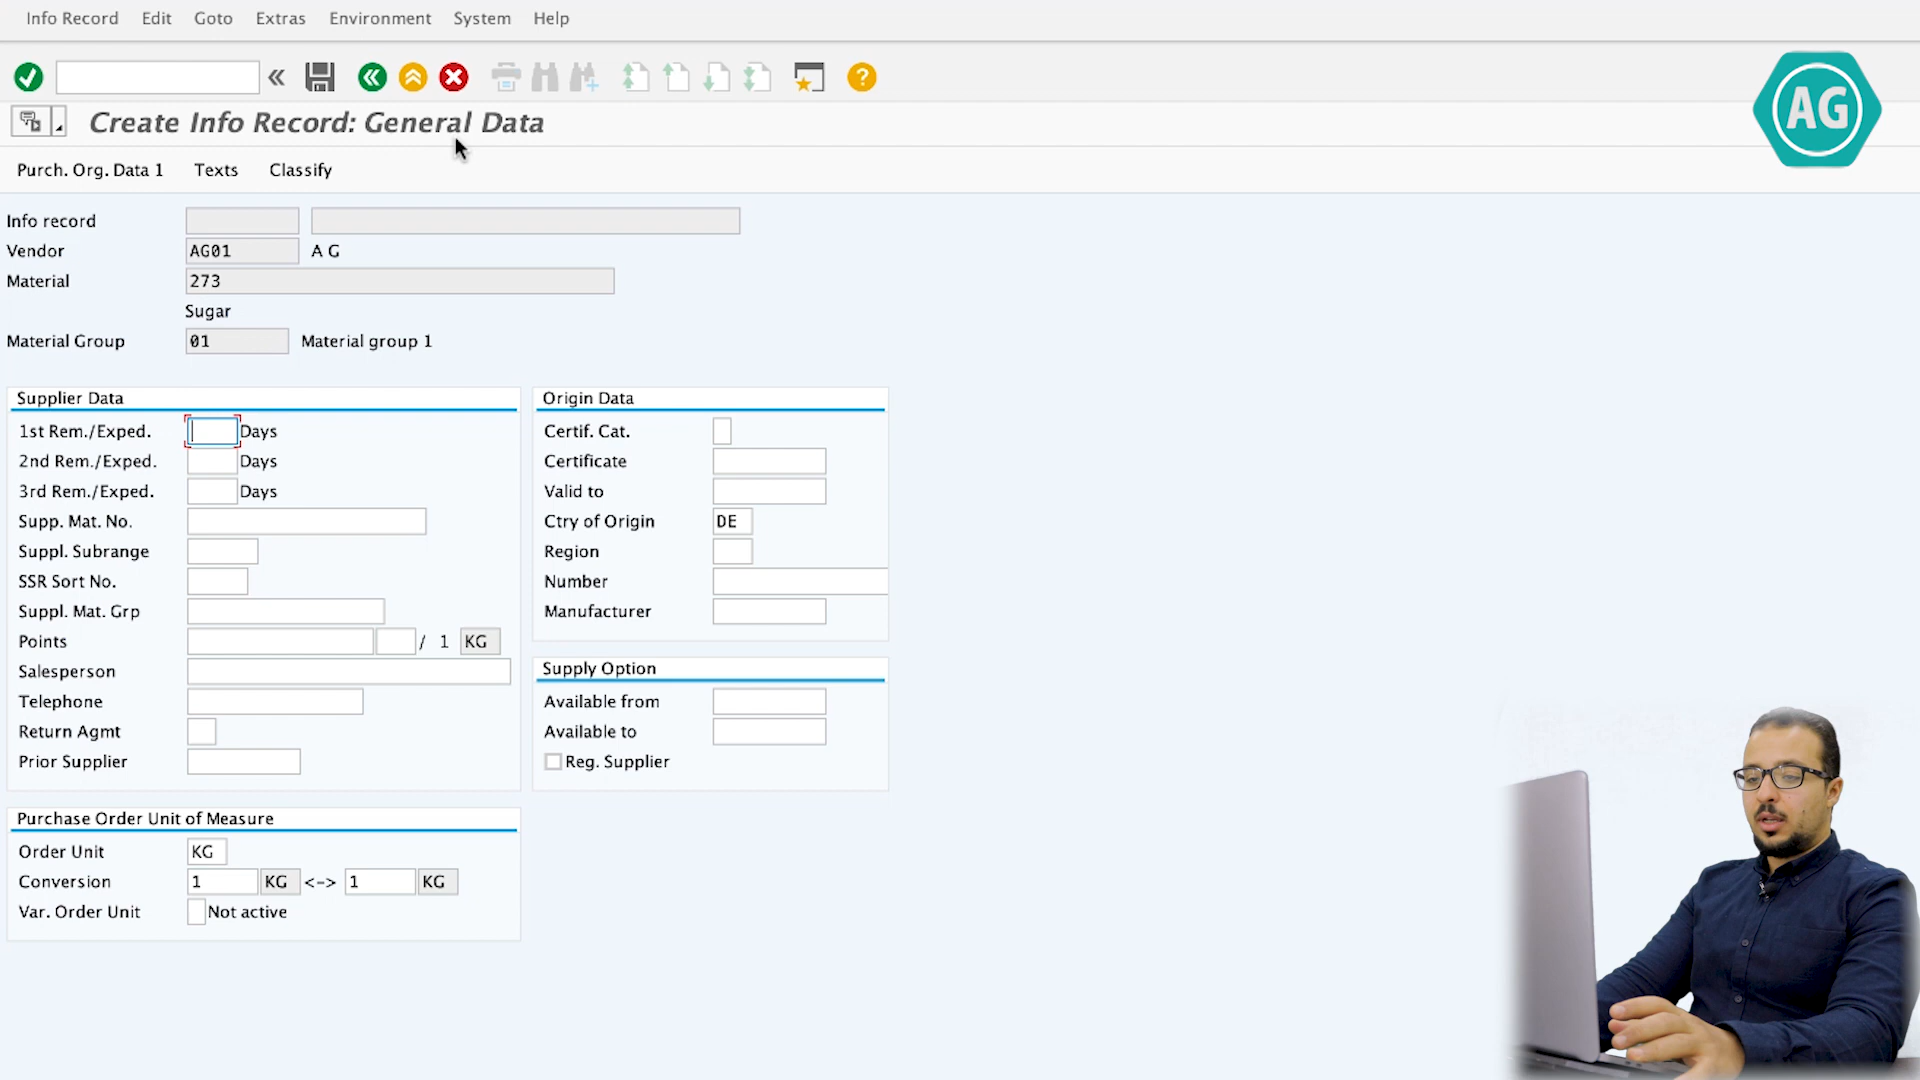 Info Record Edit Goto Extras Environment System Help
Create Info Record: General Data
AG
Purch. Org. Data 1 Texts Classify
Info record
Vendor AG01 A G
Material 273
Sugar
Material Group 01 Material group 1
Supplier Data
1st Rem./Exped. Days
2nd Rem./Exped. Days
3rd Rem./Exped. Days
Supp. Mat. No.
Suppl. Subrange
SSR Sort No.
Suppl. Mat. Grp
Points / 1 KG
Salesperson
Telephone
Return Agmt
Prior Supplier
Origin Data
Certif. Cat.
Certificate
Valid to
Ctry of Origin DE
Region
Number
Manufacturer
Supply Option
Available from
Available to
Reg. Supplier
Purchase Order Unit of Measure
Order Unit KG
Conversion 1 KG <-> 1 KG
Var. Order Unit Not active